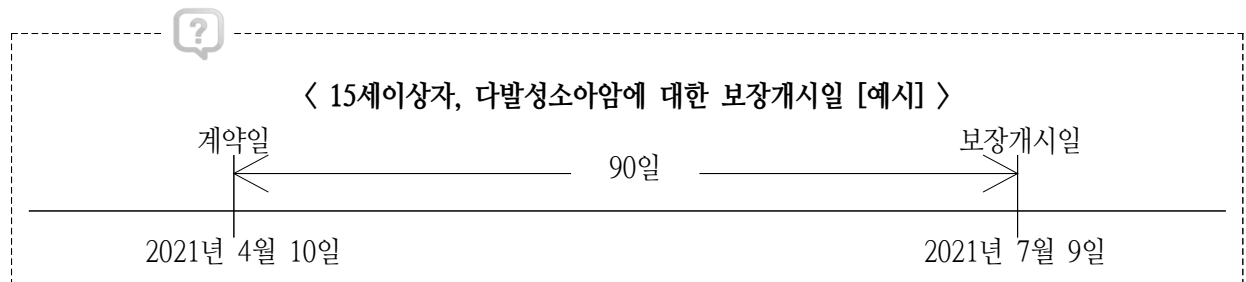 ?
〈 15세이상자, 다발성소아암에 대한 보장개시일 [예시] 〉
계약일 보장개시일
90일
2021년 4월 10일 2021년 7월 9일